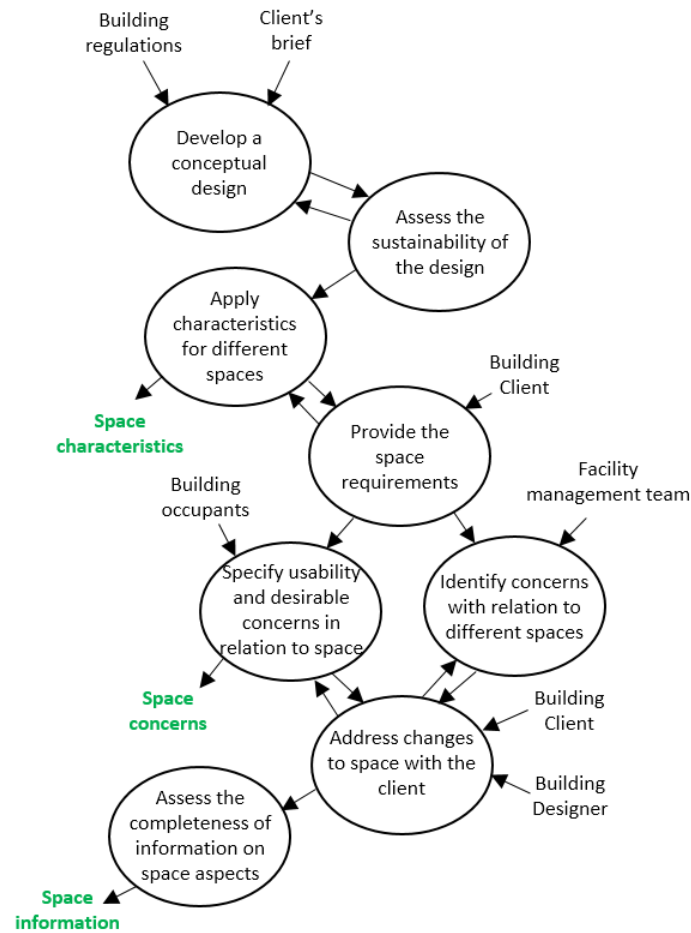 Building
regulations
Client's
brief
Develop a
conceptual
design
Assess the
sustainability of
the design
Apply
characteristics
for different
spaces
Building
Client
Space
characteristics
Provide the
space
requirements
Facility
management team
Building
occupants
Specify usability
and desirable
concerns in
relation to space
Identify concerns
with relation to
different spaces
Space
concerns
Building
Client
Address changes
to space with the
client
Building
Designer
Assess the
completeness of
information on
space aspects
Space
information